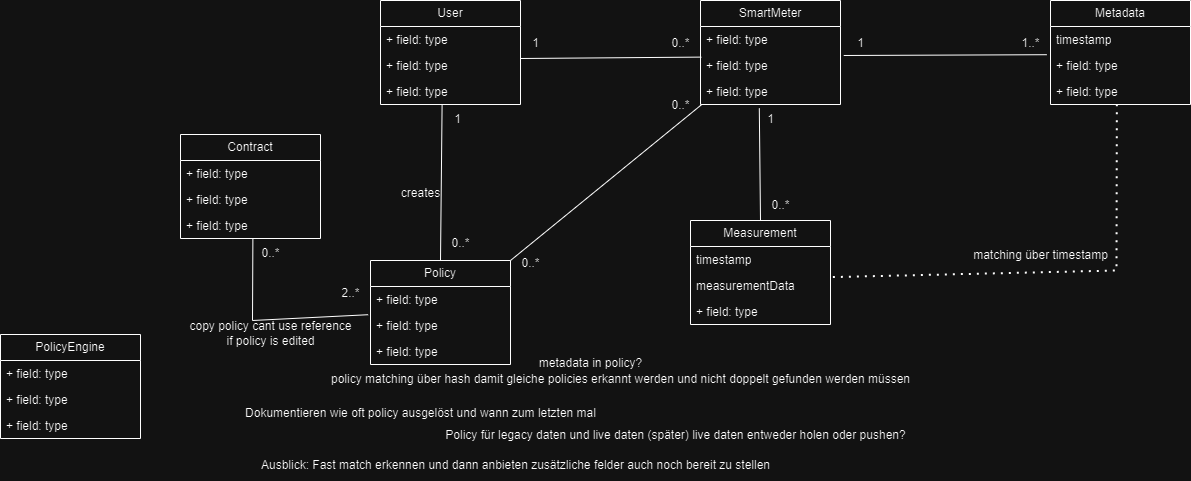 User
+ field: type
+ field: type
+ field: type
1
0..*
SmartMeter
+ field: type
+ field: type
+ field: type
1
1..*
Metadata
timestamp
+ field: type
+ field: type
0..*
1
1
Contract
+ field: type
+ field: type
+ field: type
creates
0..*
0..*
0..*
0..*
Measurement
timestamp
measurementData
+ field: type
matching über timestamp
Policy
+ field: type
+ field: type
+ field: type
2..*
copy policy cant use reference
if policy is edited
PolicyEngine
+ field: type
+ field: type
+ field: type
metadata in policy?
policy matching über hash damit gleiche policies erkannt werden und nicht doppelt gefunden werden müssen
Dokumentieren wie oft policy ausgelöst und wann zum letzten mal
Policy für legacy daten und live daten (später) live daten entweder holen oder pushen?
Ausblick: Fast match erkennen und dann anbieten zusätzliche felder auch noch bereit zu stellen